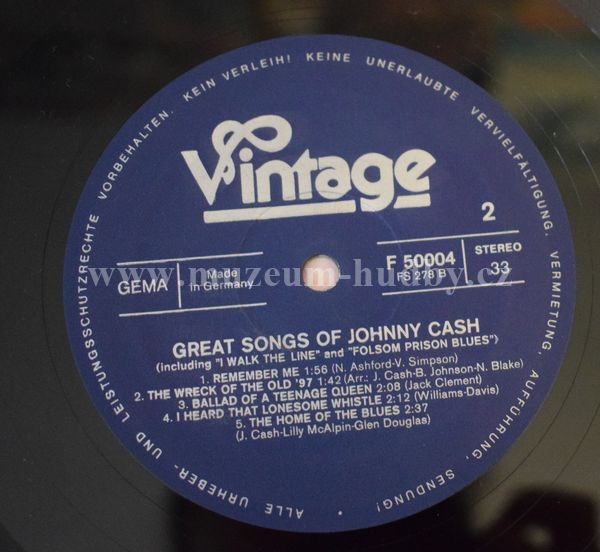 ALLE URHEBER- UND LEISTUNGSSCHUTZRECHTE VORBEHALTEN. KEIN VERLEIH! KEINE UNERLAUBTE VERVIELFÄLTIGUNG, VERMIETUNG, AUFFÜHRUNG, SENDUNG!
Vintage
2
GEMA
Made
in Germany
F 50004
FS 278 B
STEREO
33
www.muzeum-hudby.cz
GREAT SONGS OF JOHNNY CASH
(including "I WALK THE LINE" and "FOLSOM PRISON BLUES")
1. REMEMBER ME 1:56 (N. Ashford-V. Simpson)
2. THE WRECK OF THE OLD '97 1:42 (Arr.: J. Cash-B. Johnson-N. Blake)
3. BALLAD OF A TEENAGE QUEEN 2:08 (Jack Clement)
4. I HEARD THAT LONESOME WHISTLE 2:12 (Williams-Davis)
5. THE HOME OF THE BLUES 2:37
(J. Cash-Lilly McAlpin-Glen Douglas)